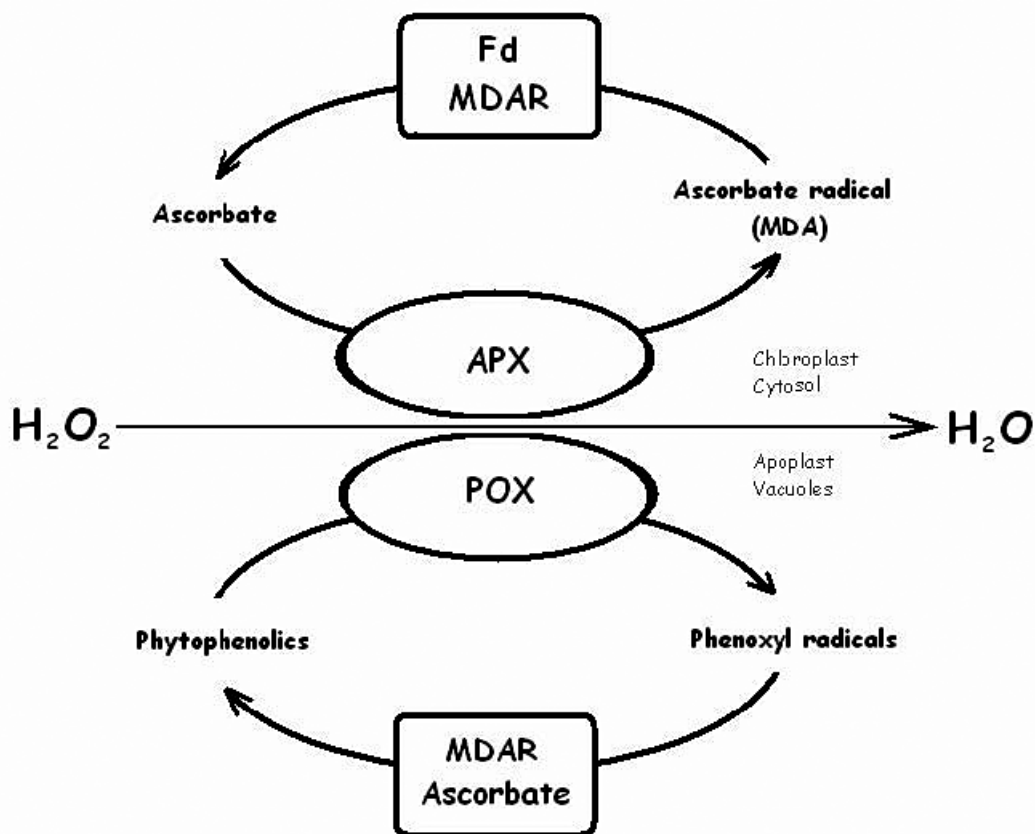 Fd
MDAR
Ascorbate
Ascorbate radical
(MDA)
APX
Chloroplast
Cytosol
H₂O₂
H₂O
Apoplast
Vacuoles
POX
Phytophenolics
Phenoxyl radicals
MDAR
Ascorbate